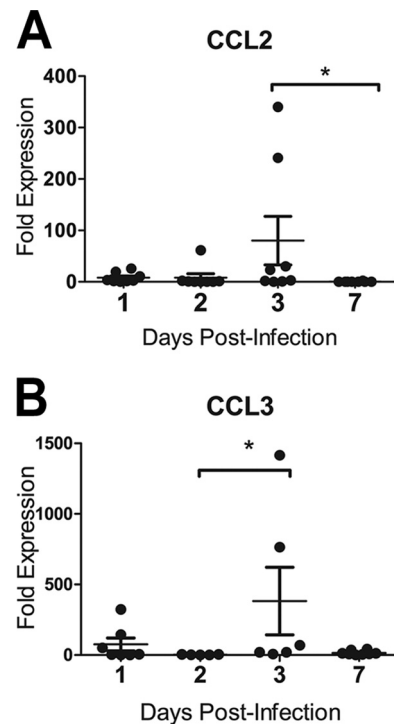 A
CCL2
*
400
300
200
100
0
Fold Expression
1 2 3 7
Days Post-Infection
B
CCL3
*
1500
1000
500
0
Fold Expression
1 2 3 7
Days Post-Infection